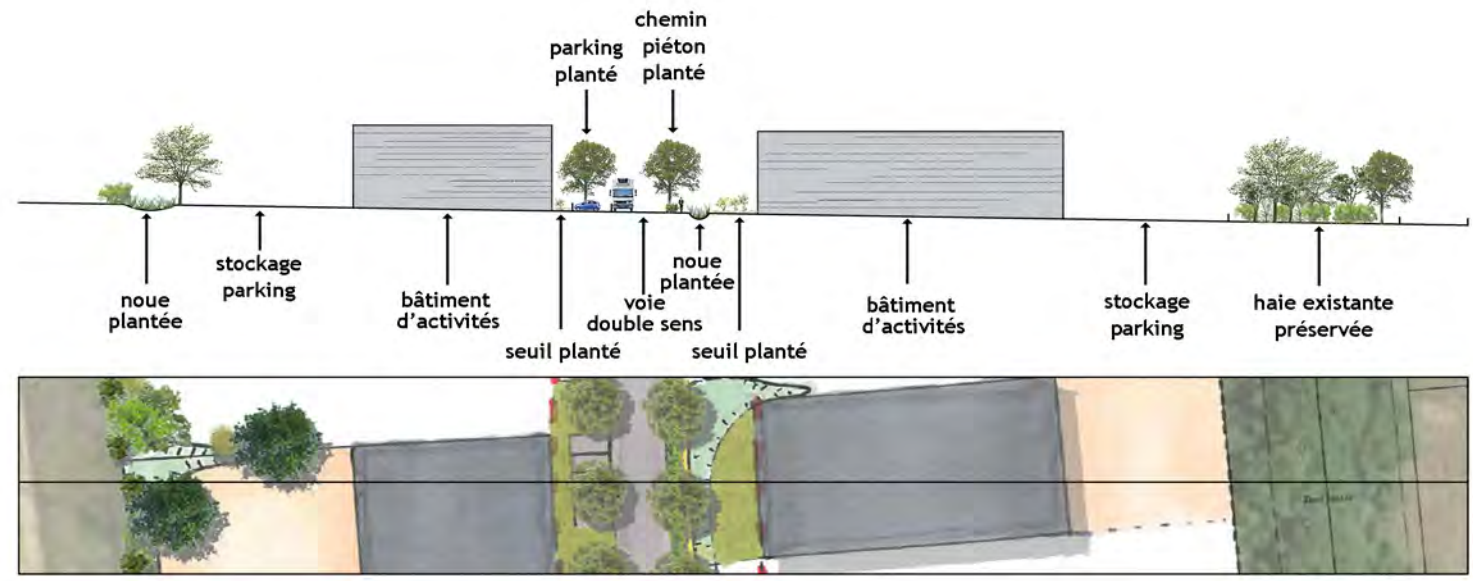 chemin
piéton
planté
parking
planté
noue
plantée
stockage
parking
bâtiment
d'activités
seuil planté
voie
double sens
noue
plantée
seuil planté
bâtiment
d'activités
stockage
parking
haie existante
préservée